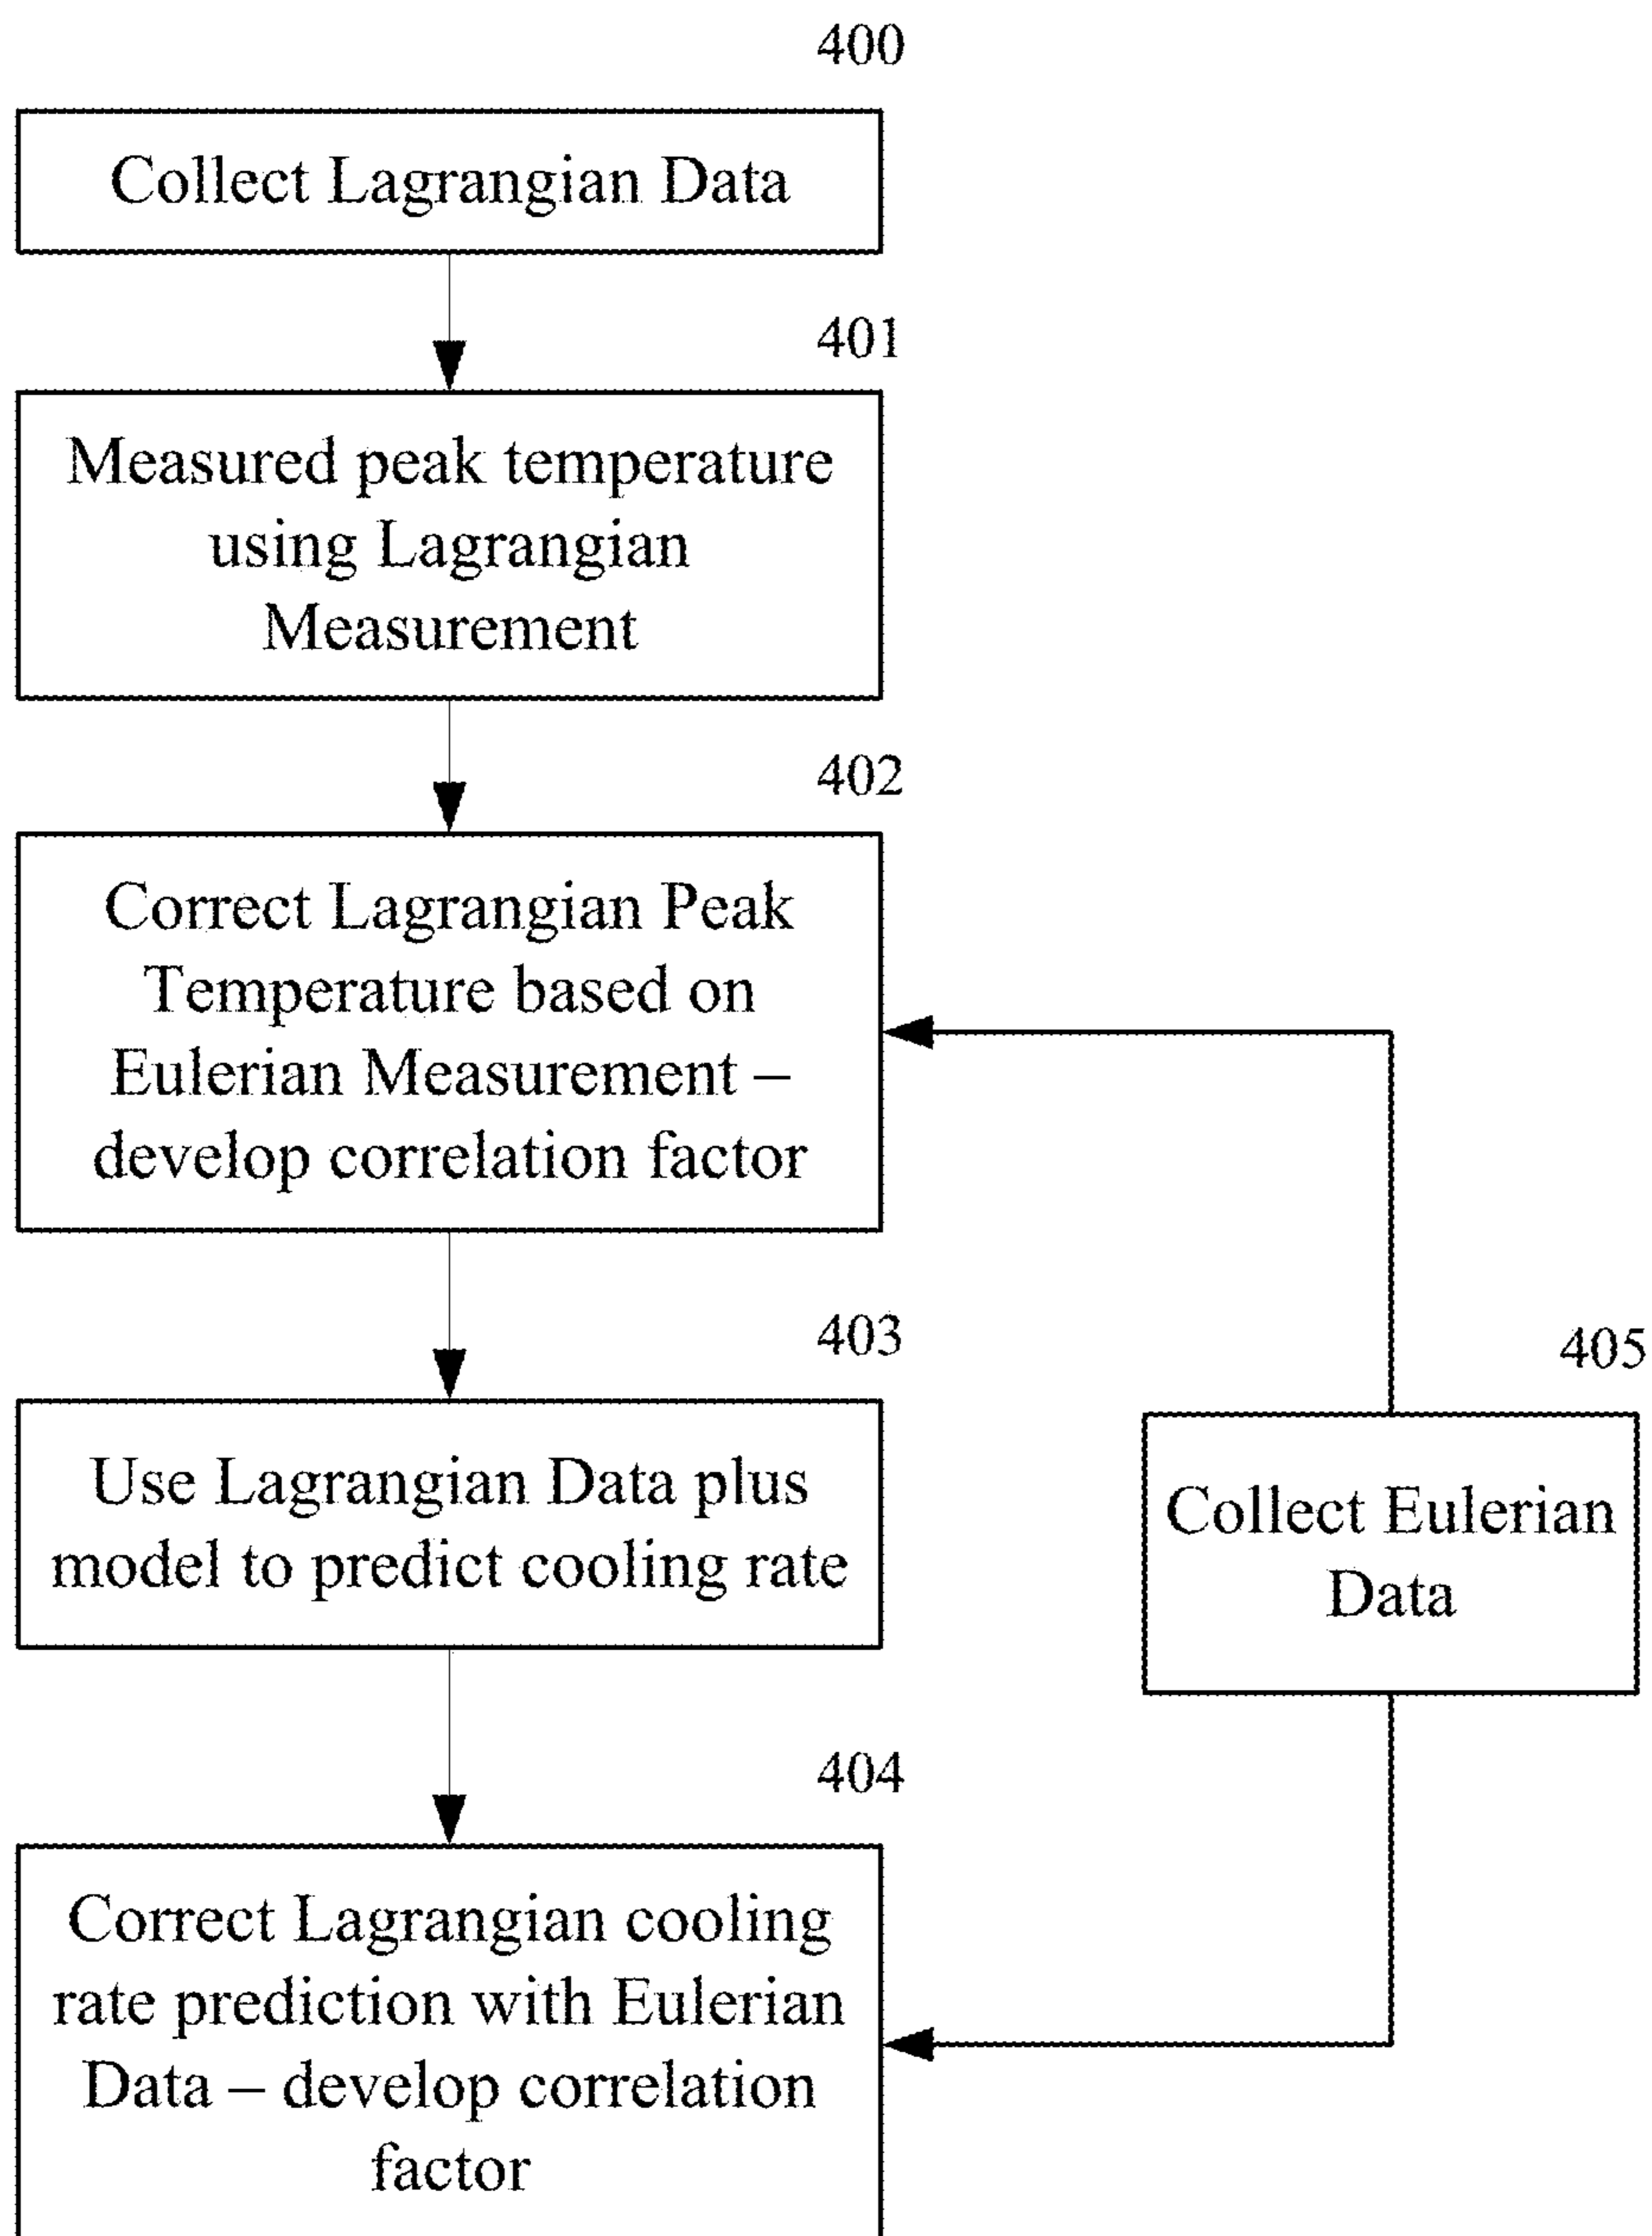 400
Collect Lagrangian Data
401
Measured peak temperature
using Lagrangian
Measurement
402
Correct Lagrangian Peak
Temperature based on
Eulerian Measurement –
develop correlation factor
403
Use Lagrangian Data plus
model to predict cooling rate
405
Collect Eulerian
Data
404
Correct Lagrangian cooling
rate prediction with Eulerian
Data – develop correlation
factor